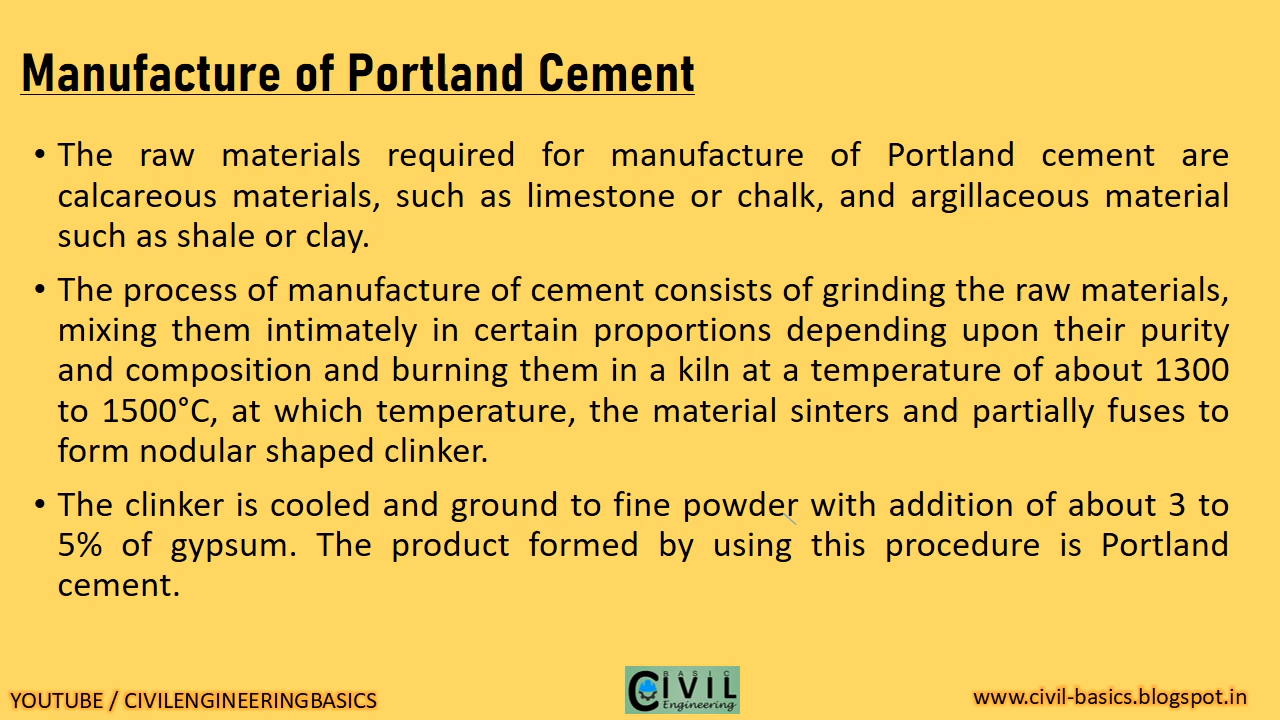 Manufacture of Portland Cement
• The raw materials required for manufacture of Portland cement are
calcareous materials, such as limestone or chalk, and argillaceous material
such as shale or clay.
• The process of manufacture of cement consists of grinding the raw materials,
mixing them intimately in certain proportions depending upon their purity
and composition and burning them in a kiln at a temperature of about 1300
to 1500°C, at which temperature, the material sinters and partially fuses to
form nodular shaped clinker.
• The clinker is cooled and ground to fine powder with addition of about 3 to
5% of gypsum. The product formed by using this procedure is Portland
cement.
YOUTUBE / CIVILENGINEERINGBASICS
BASIC
CIVIL
Engineering
www.civil-basics.blogspot.in